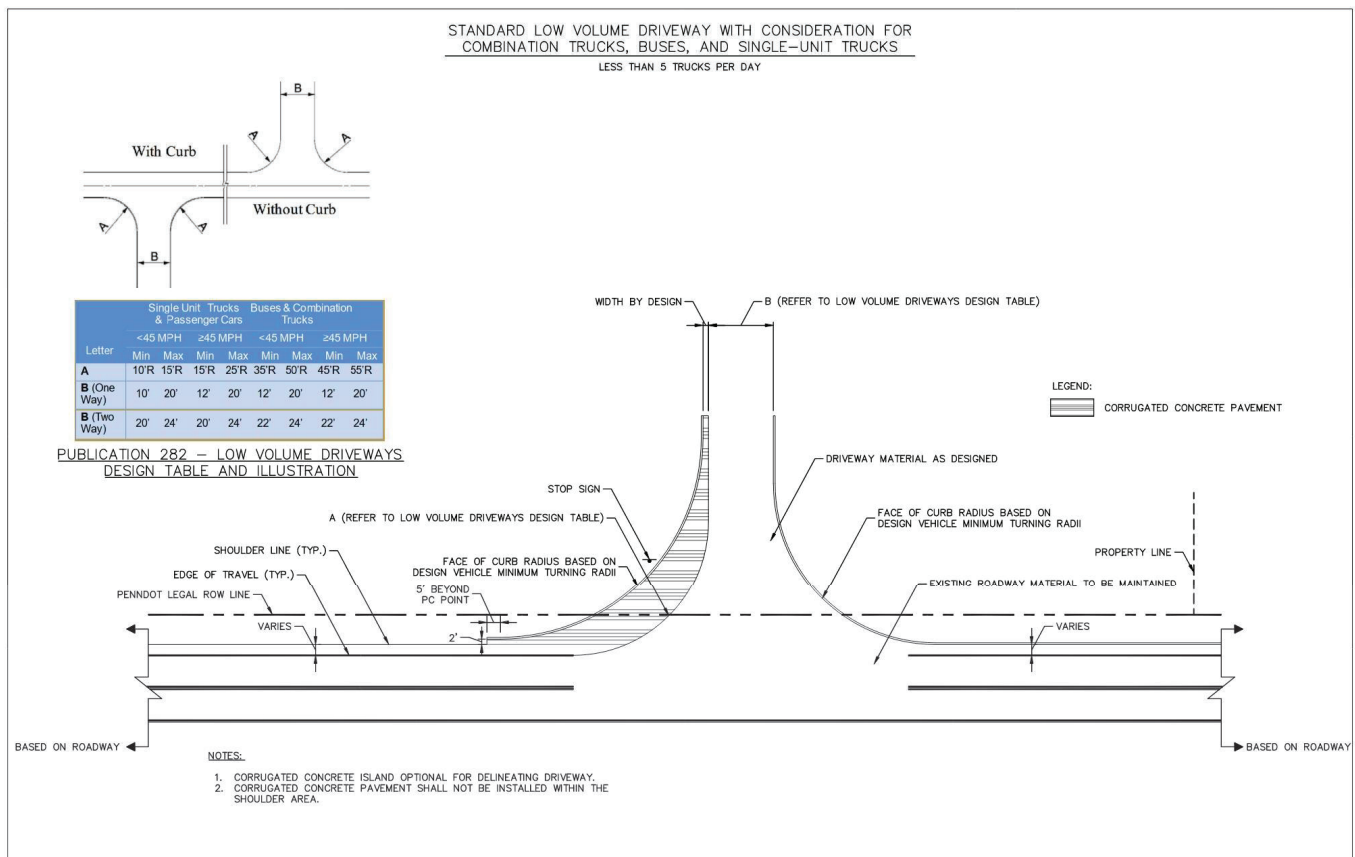 STANDARD LOW VOLUME DRIVEWAY WITH CONSIDERATION FOR
COMBINATION TRUCKS, BUSES, AND SINGLE-UNIT TRUCKS
LESS THAN 5 TRUCKS PER DAY
B
A
A
With Curb
Without Curb
A
A
B
Single Unit Trucks & Passenger Cars Buses & Combination Trucks
<45 MPH ≥45 MPH <45 MPH ≥45 MPH
Letter Min Max Min Max Min Max Min Max
A 10'R 15'R 15'R 25'R 35'R 50'R 45'R 55'R
B (One Way) 10' 20' 12' 20' 12' 20' 12' 20'
B (Two Way) 20' 24' 20' 24' 22' 24' 22' 24'
PUBLICATION 282 - LOW VOLUME DRIVEWAYS
DESIGN TABLE AND ILLUSTRATION
WIDTH BY DESIGN
B (REFER TO LOW VOLUME DRIVEWAYS DESIGN TABLE)
LEGEND:
CORRUGATED CONCRETE PAVEMENT
DRIVEWAY MATERIAL AS DESIGNED
STOP SIGN
A (REFER TO LOW VOLUME DRIVEWAYS DESIGN TABLE)
FACE OF CURB RADIUS BASED ON
DESIGN VEHICLE MINIMUM TURNING RADII
SHOULDER LINE (TYP.)
FACE OF CURB RADIUS BASED ON
DESIGN VEHICLE MINIMUM TURNING RADII
PROPERTY LINE
EDGE OF TRAVEL (TYP.)
5' BEYOND
PC POINT
EXISTING ROADWAY MATERIAL TO BE MAINTAINED
PENNDOT LEGAL ROW LINE
VARIES
2'
VARIES
BASED ON ROADWAY
BASED ON ROADWAY
NOTES:
1. CORRUGATED CONCRETE ISLAND OPTIONAL FOR DELINEATING DRIVEWAY.
2. CORRUGATED CONCRETE PAVEMENT SHALL NOT BE INSTALLED WITHIN THE
SHOULDER AREA.